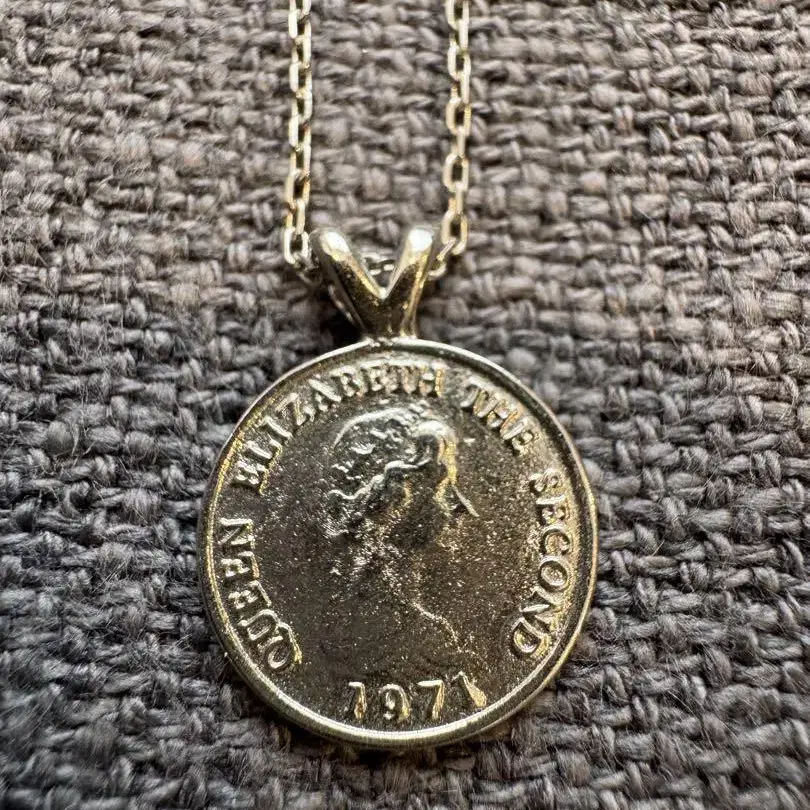 QUEEN ELIZABETH THE SECOND
1971